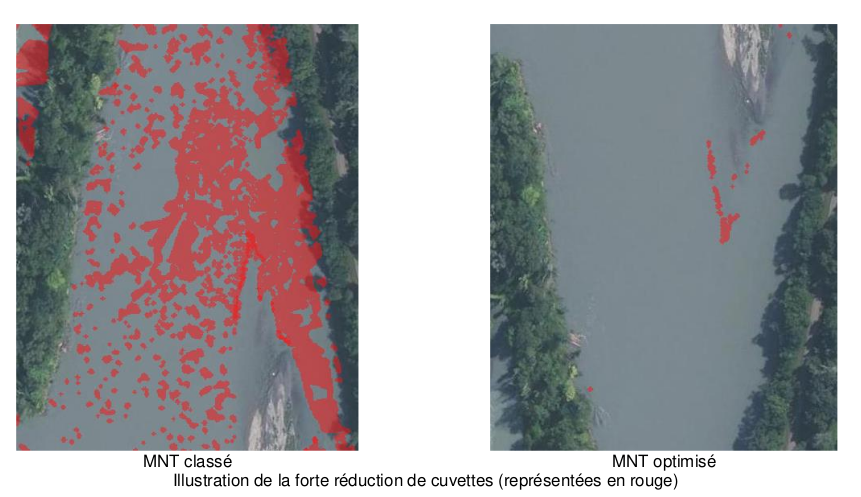 MNT classé
MNT optimisé
Illustration de la forte réduction de cuvettes (représentées en rouge)